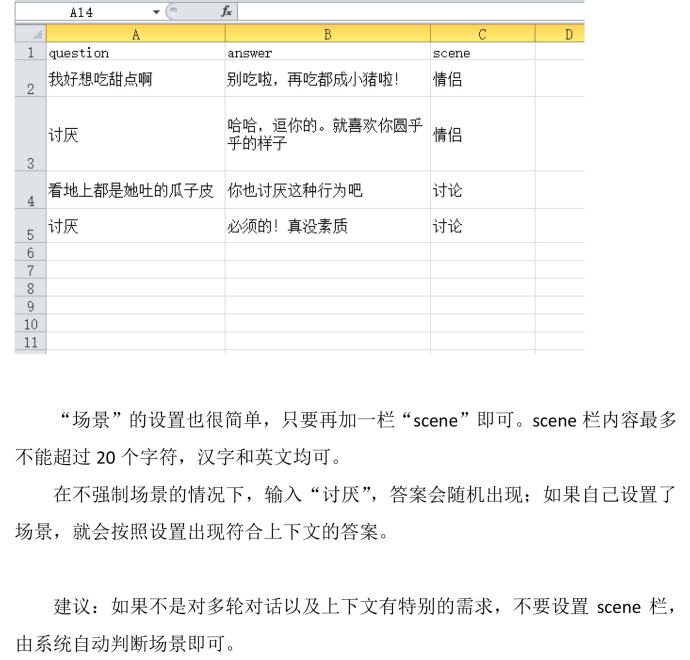 A14 fx
A B C D
1 question answer scene
2 我好想吃甜点啊 别吃啦，再吃都成小猪啦！ 情侣
3 讨厌 哈哈，逗你的。就喜欢你圆乎
乎的样子 情侣
4 看地上都是她吐的瓜子皮 你也讨厌这种行为吧 讨论
5 讨厌 必须的！真没素质 讨论
6
7
8
9
10
11
“场景”的设置也很简单，只要再加一栏“scene”即可。scene 栏内容最多
不能超过 20 个字符，汉字和英文均可。
在不强制场景的情况下，输入“讨厌”，答案会随机出现；如果自己设置了
场景，就会按照设置出现符合上下文的答案。
建议：如果不是对多轮对话以及上下文有特别的需求，不要设置 scene 栏，
由系统自动判断场景即可。